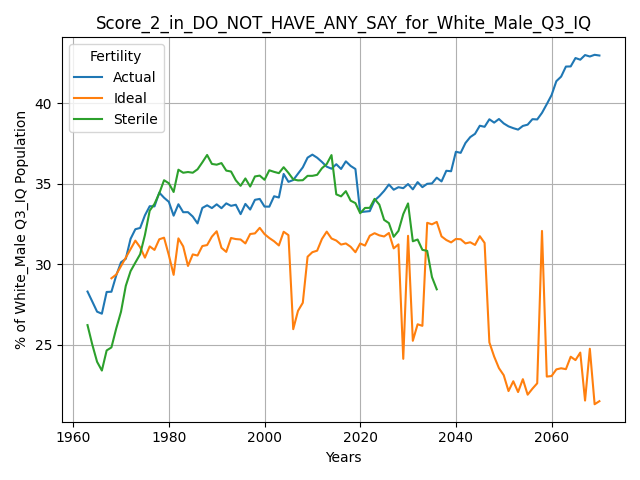 Score_2_in_DO_NOT_HAVE_ANY_SAY_for_White_Male_Q3_IQ
Fertility
Actual
Ideal
Sterile
% of White_Male Q3_IQ Population
40
35
30
25
1960
1980
2000
2020
2040
2060
Years